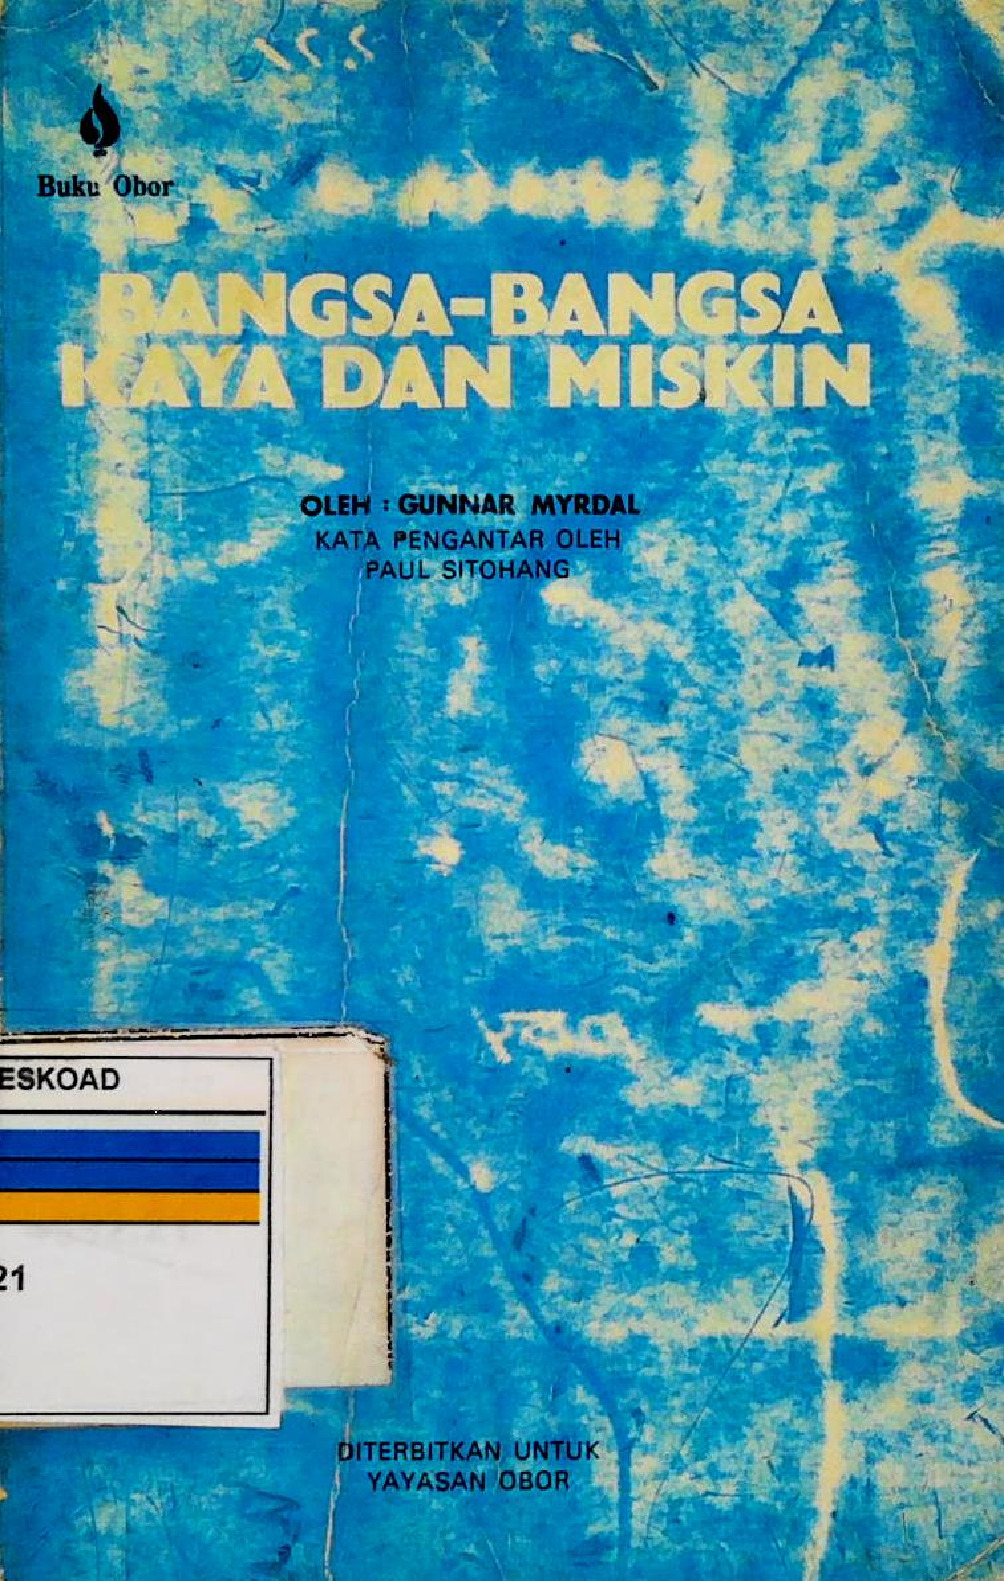 Buku Obor
BANGSA-BANGSA
KAYA DAN MISKIN
OLEH : GUNNAR MYRDAL
KATA PENGANTAR OLEH
PAUL SITOHANG
ESKOAD
21
DITERBITKAN UNTUK
YAYASAN OBOR